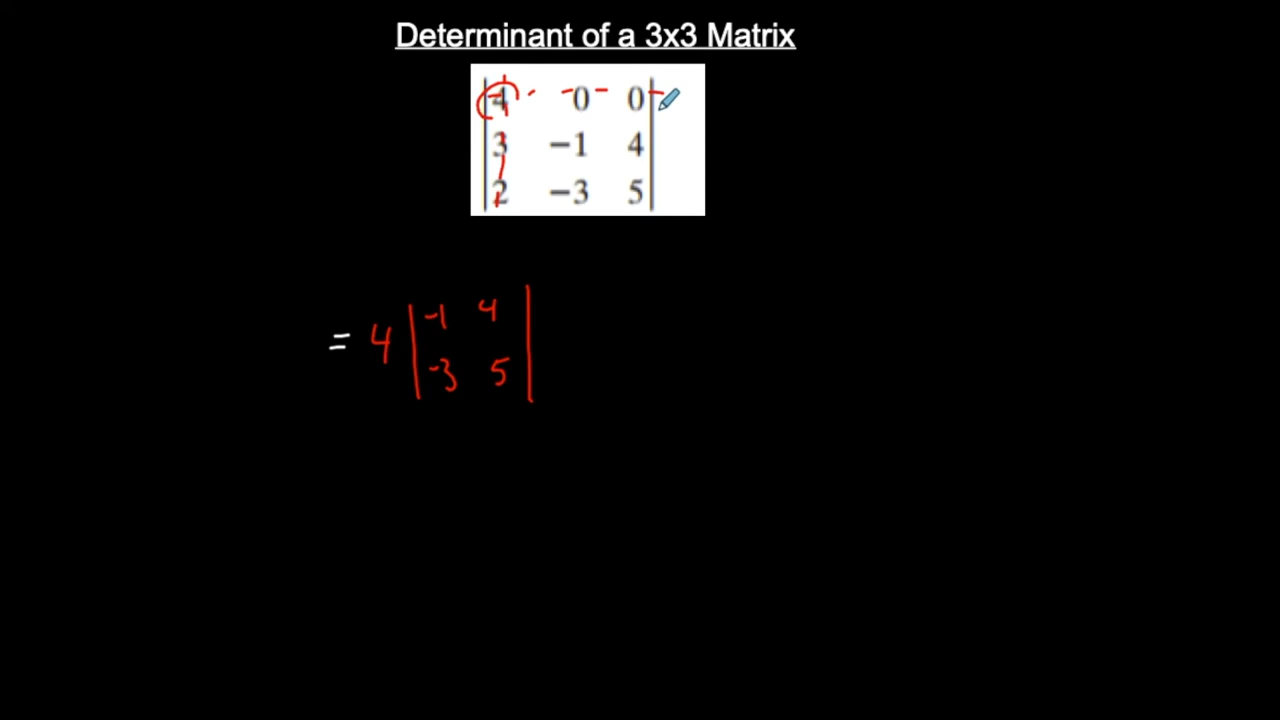 Determinant of a 3x3 Matrix
|4 0 0|
|3 −1 4|
|2 −3 5|
= 4 |-1 4|
|-3 5|